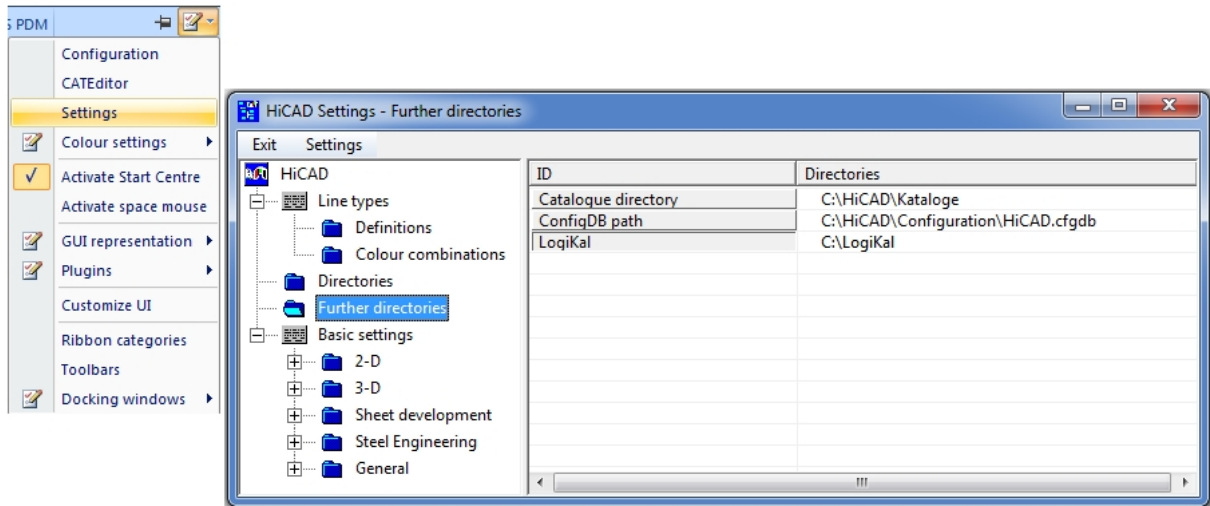 S PDM
Configuration
CATEditor
Settings
Colour settings
Activate Start Centre
Activate space mouse
GUI representation
Plugins
Customize UI
Ribbon categories
Toolbars
Docking windows
HiCAD Settings - Further directories
Exit Settings
HiCAD
Line types
Definitions
Colour combinations
Directories
Further directories
Basic settings
2-D
3-D
Sheet development
Steel Engineering
General
ID Directories
Catalogue directory C:\HiCAD\Kataloge
ConfigDB path C:\HiCAD\Configuration\HiCAD.cfgdb
LogiKal C:\LogiKal